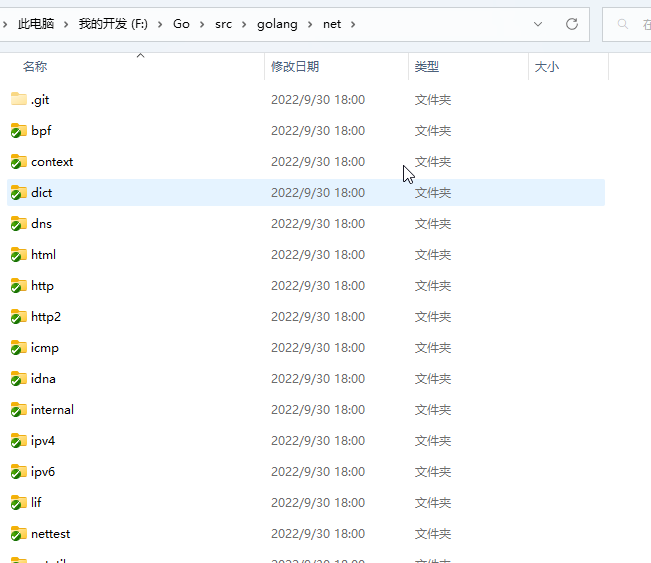 此电脑 > 我的开发 (F:) > Go > src > golang > net >
名称 修改日期 类型 大小
.git 2022/9/30 18:00 文件夹
bpf 2022/9/30 18:00 文件夹
context 2022/9/30 18:00 文件夹
dict 2022/9/30 18:00 文件夹
dns 2022/9/30 18:00 文件夹
html 2022/9/30 18:00 文件夹
http 2022/9/30 18:00 文件夹
http2 2022/9/30 18:00 文件夹
icmp 2022/9/30 18:00 文件夹
idna 2022/9/30 18:00 文件夹
internal 2022/9/30 18:00 文件夹
ipv4 2022/9/30 18:00 文件夹
ipv6 2022/9/30 18:00 文件夹
lif 2022/9/30 18:00 文件夹
nettest 2022/9/30 18:00 文件夹